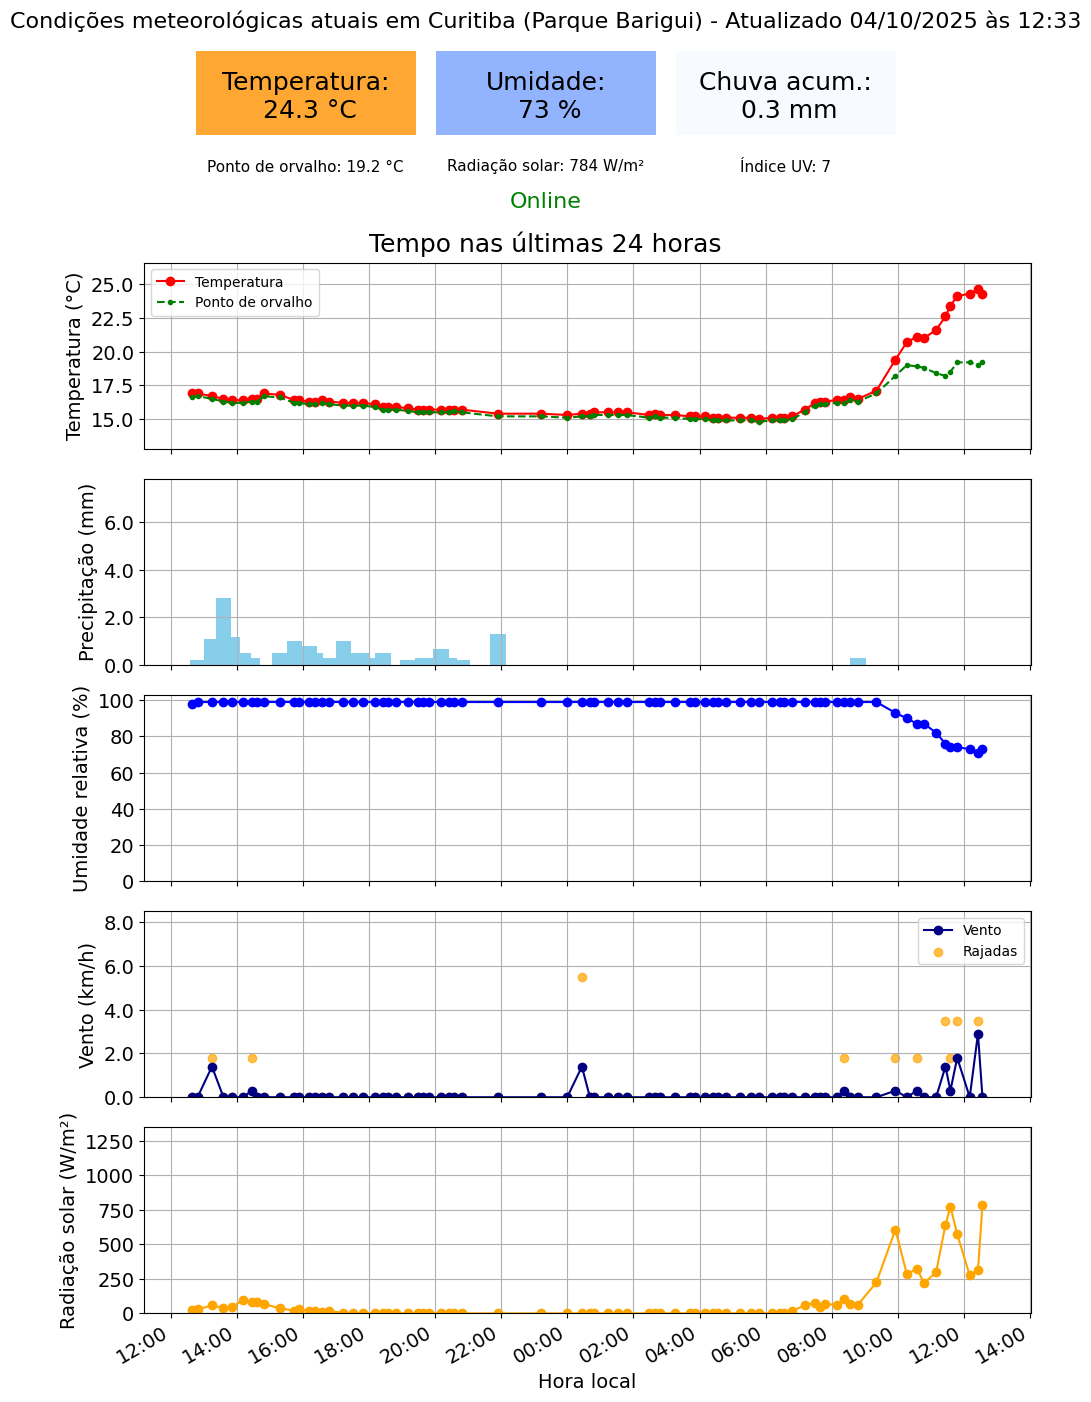 Condições meteorológicas atuais em Curitiba (Parque Barigui) - Atualizado 04/10/2025 às 12:33
Temperatura:
24.3 °C
Umidade:
73 %
Chuva acum.:
0.3 mm
Ponto de orvalho: 19.2 °C
Radiação solar: 784 W/m²
Índice UV: 7
Online
Tempo nas últimas 24 horas
Temperatura (°C)
25.0
22.5
20.0
17.5
15.0
Temperatura
Ponto de orvalho
Precipitação (mm)
6.0
4.0
2.0
0.0
Umidade relativa (%)
100
80
60
40
20
0
Vento (km/h)
8.0
6.0
4.0
2.0
0.0
Vento
Rajadas
Radiação solar (W/m²)
1250
1000
750
500
250
0
12:00
14:00
16:00
18:00
20:00
22:00
00:00
02:00
04:00
06:00
08:00
10:00
12:00
14:00
Hora local